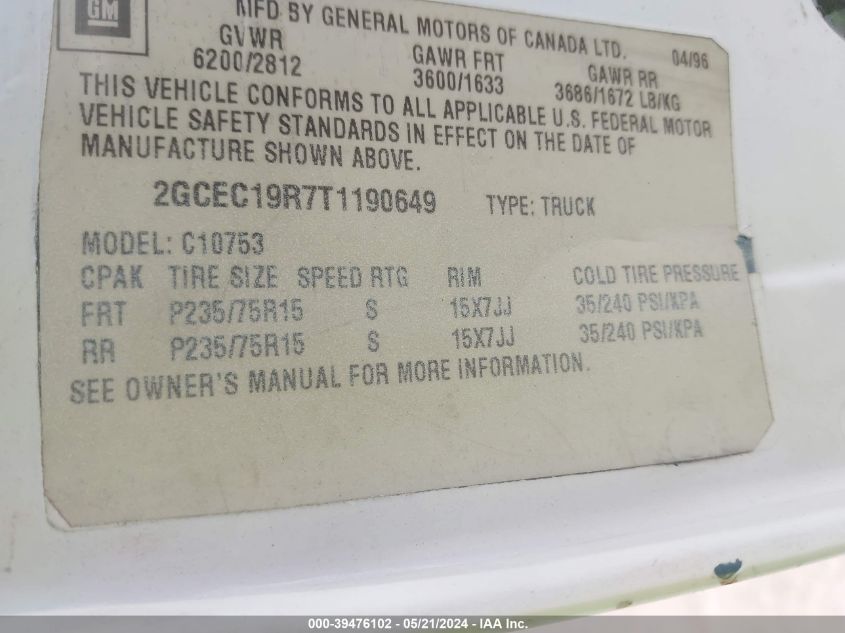 GM
MFD BY GENERAL MOTORS OF CANADA LTD. 04/96
GVWR GAWR FRT GAWR RR
6200/2812 3600/1633 3686/1672 LB/KG
THIS VEHICLE CONFORMS TO ALL APPLICABLE U.S. FEDERAL MOTOR
VEHICLE SAFETY STANDARDS IN EFFECT ON THE DATE OF
MANUFACTURE SHOWN ABOVE.
2GCEC19R7T1190649 TYPE: TRUCK
MODEL: C10753
CPAK TIRE SIZE SPEED RTG RIM COLD TIRE PRESSURE
FRT P235/75R15 S 15X7JJ 35/240 PSI/KPA
RR P235/75R15 S 15X7JJ 35/240 PSI/KPA
SEE OWNER'S MANUAL FOR MORE INFORMATION.
000-39476102 - 05/21/2024 - IAA Inc.